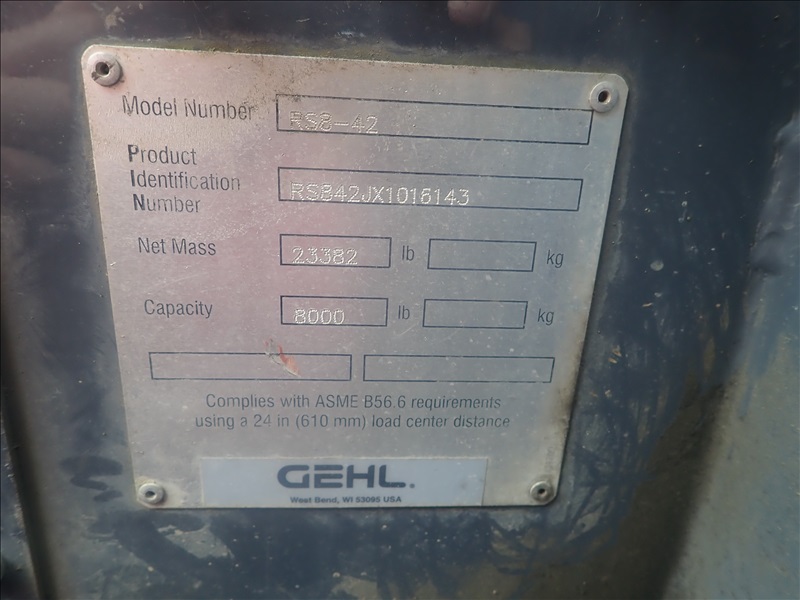 Model Number RS8-42
Product
Identification
Number RS842JX1016143
Net Mass 23382 lb kg
Capacity 8000 lb kg
Complies with ASME B56.6 requirements
using a 24 in (610 mm) load center distance
GEHL.
West Bend, WI 53095 USA